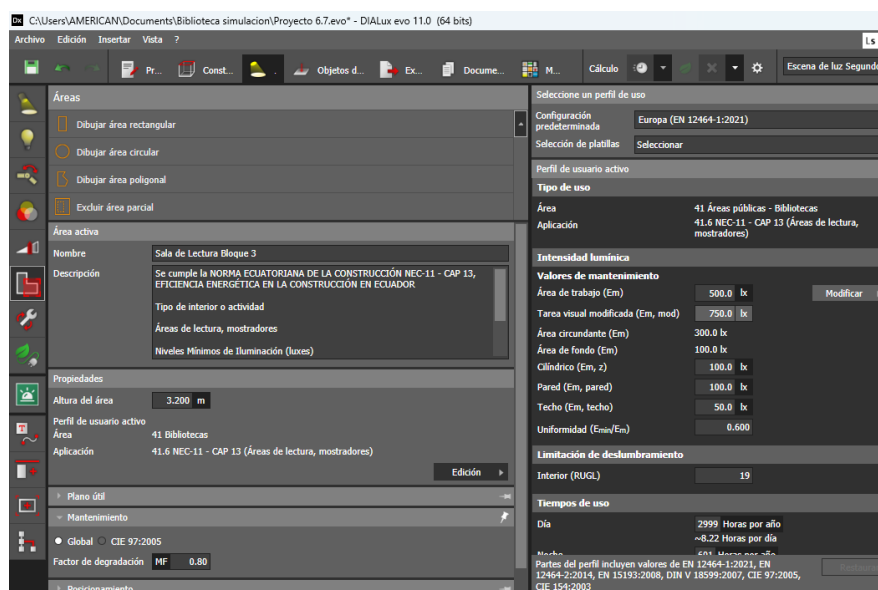 C:\Users\AMERICAN\Documents\Biblioteca simulacion\Proyecto 6.7.evo* - DIALux evo 11.0 (64 bits)
Archivo Edición Insertar Vista ?
Ls
Pr... Const... . Objetos d... Ex... Docume... M... Cálculo Escena de luz Segundo
Áreas
Dibujar área rectangular
Dibujar área circular
Dibujar área poligonal
Excluir área parcial
Área activa
Nombre Sala de Lectura Bloque 3
Descripción Se cumple la NORMA ECUATORIANA DE LA CONSTRUCCIÓN NEC-11 - CAP 13,
EFICIENCIA ENERGÉTICA EN LA CONSTRUCCIÓN EN ECUADOR
Tipo de interior o actividad
Áreas de lectura, mostradores
Niveles Mínimos de Iluminación (luxes)
Propiedades
Altura del área 3.200 m
Perfil de usuario activo
Área 41 Bibliotecas
Aplicación 41.6 NEC-11 - CAP 13 (Áreas de lectura, mostradores)
Edición
Plano útil
Mantenimiento
Global CIE 97:2005
Factor de degradación MF 0.80
Posicionamiento
Seleccione un perfil de uso
Configuración
predeterminada Europa (EN 12464-1:2021)
Selección de platillas Seleccionar
Perfil de usuario activo
Tipo de uso
Área 41 Áreas públicas - Bibliotecas
Aplicación 41.6 NEC-11 - CAP 13 (Áreas de lectura,
mostradores)
Intensidad lumínica
Valores de mantenimiento
Área de trabajo (Em) 500.0 lx Modificar
Tarea visual modificada (Em, mod) 750.0 lx
Área circundante (Em) 300.0 lx
Área de fondo (Em) 100.0 lx
Cilíndrico (Em, z) 100.0 lx
Pared (Em, pared) 100.0 lx
Techo (Em, techo) 50.0 lx
Uniformidad (Emin/Em) 0.600
Limitación de deslumbramiento
Interior (RUGL) 19
Tiempos de uso
Día 2999 Horas por año
~8.22 Horas por día
Noche 601 Horas por año
Partes del perfil incluyen valores de EN 12464-1:2021, EN
12464-2:2014, EN 15193:2008, DIN V 18599:2007, CIE 97:2005,
CIE 154:2003